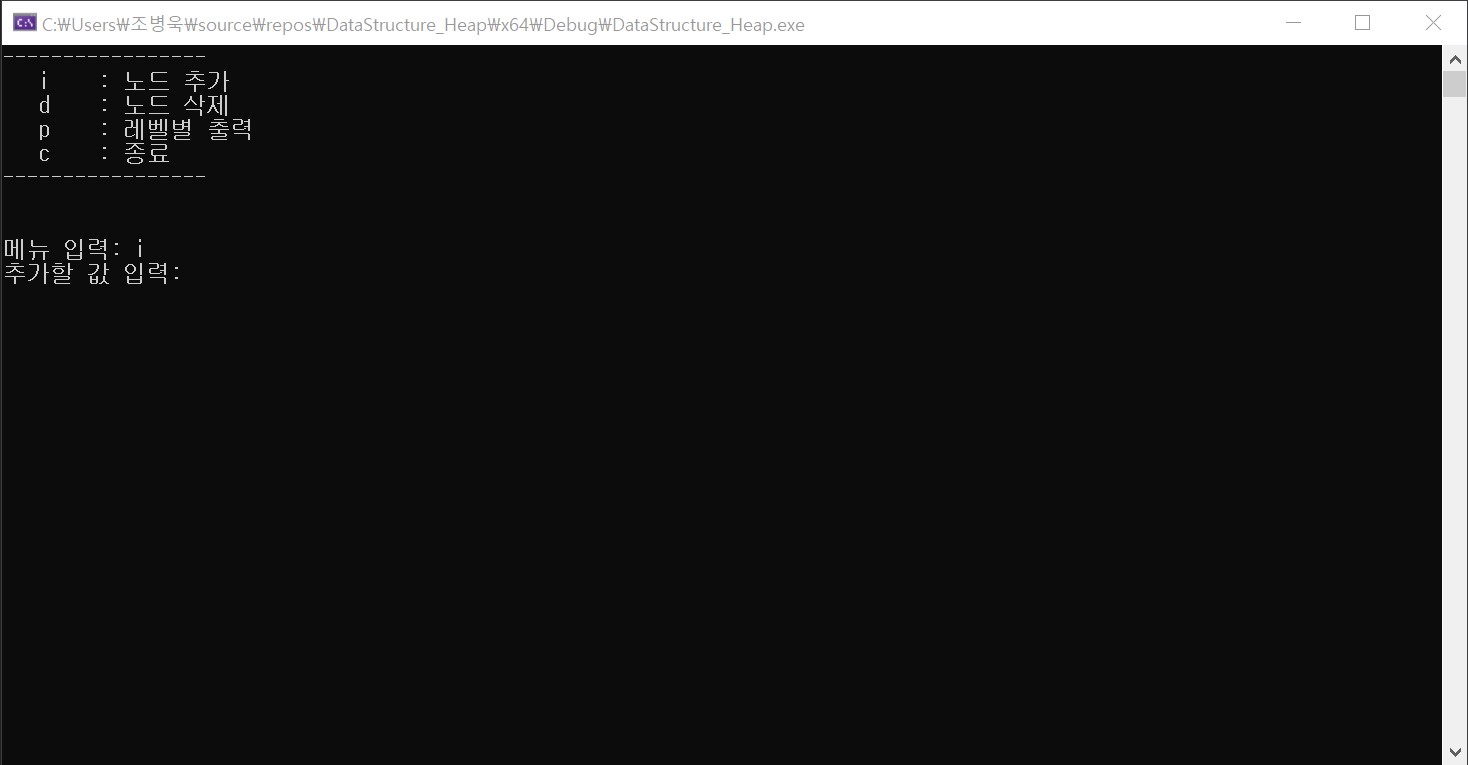 C:₩Users₩조병욱₩source₩repos₩DataStructure_Heap₩x64₩Debug₩DataStructure_Heap.exe
-----------------
i : 노드 추가
d : 노드 삭제
p : 레벨별 출력
c : 종료
-----------------
메뉴 입력: i
추가할 값 입력: